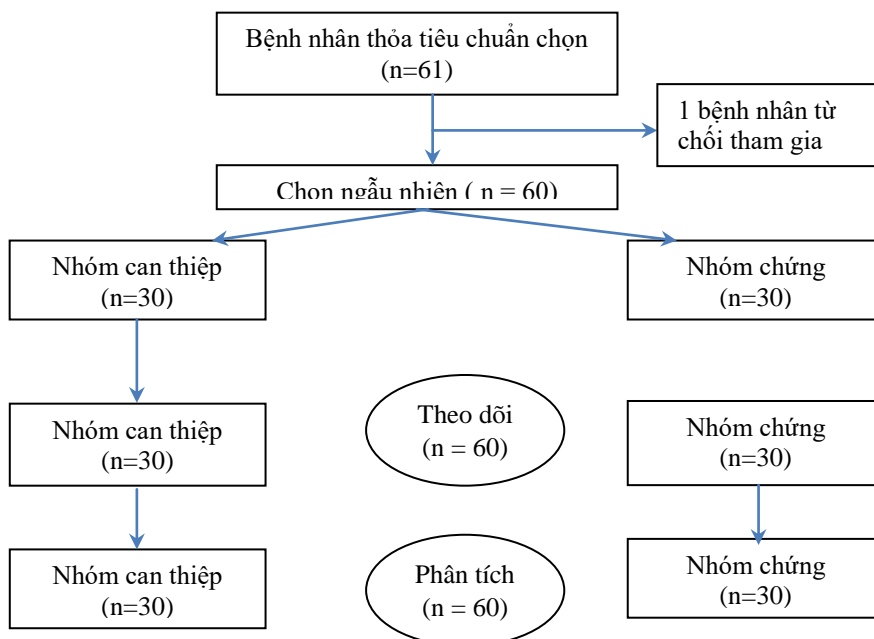 Bệnh nhân thỏa tiêu chuẩn chọn
(n=61)
1 bệnh nhân từ
chối tham gia
Chọn ngẫu nhiên ( n = 60)
Nhóm can thiệp
(n=30)
Nhóm chứng
(n=30)
Nhóm can thiệp
(n=30)
Theo dõi
(n = 60)
Nhóm chứng
(n=30)
Nhóm can thiệp
(n=30)
Phân tích
(n = 60)
Nhóm chứng
(n=30)